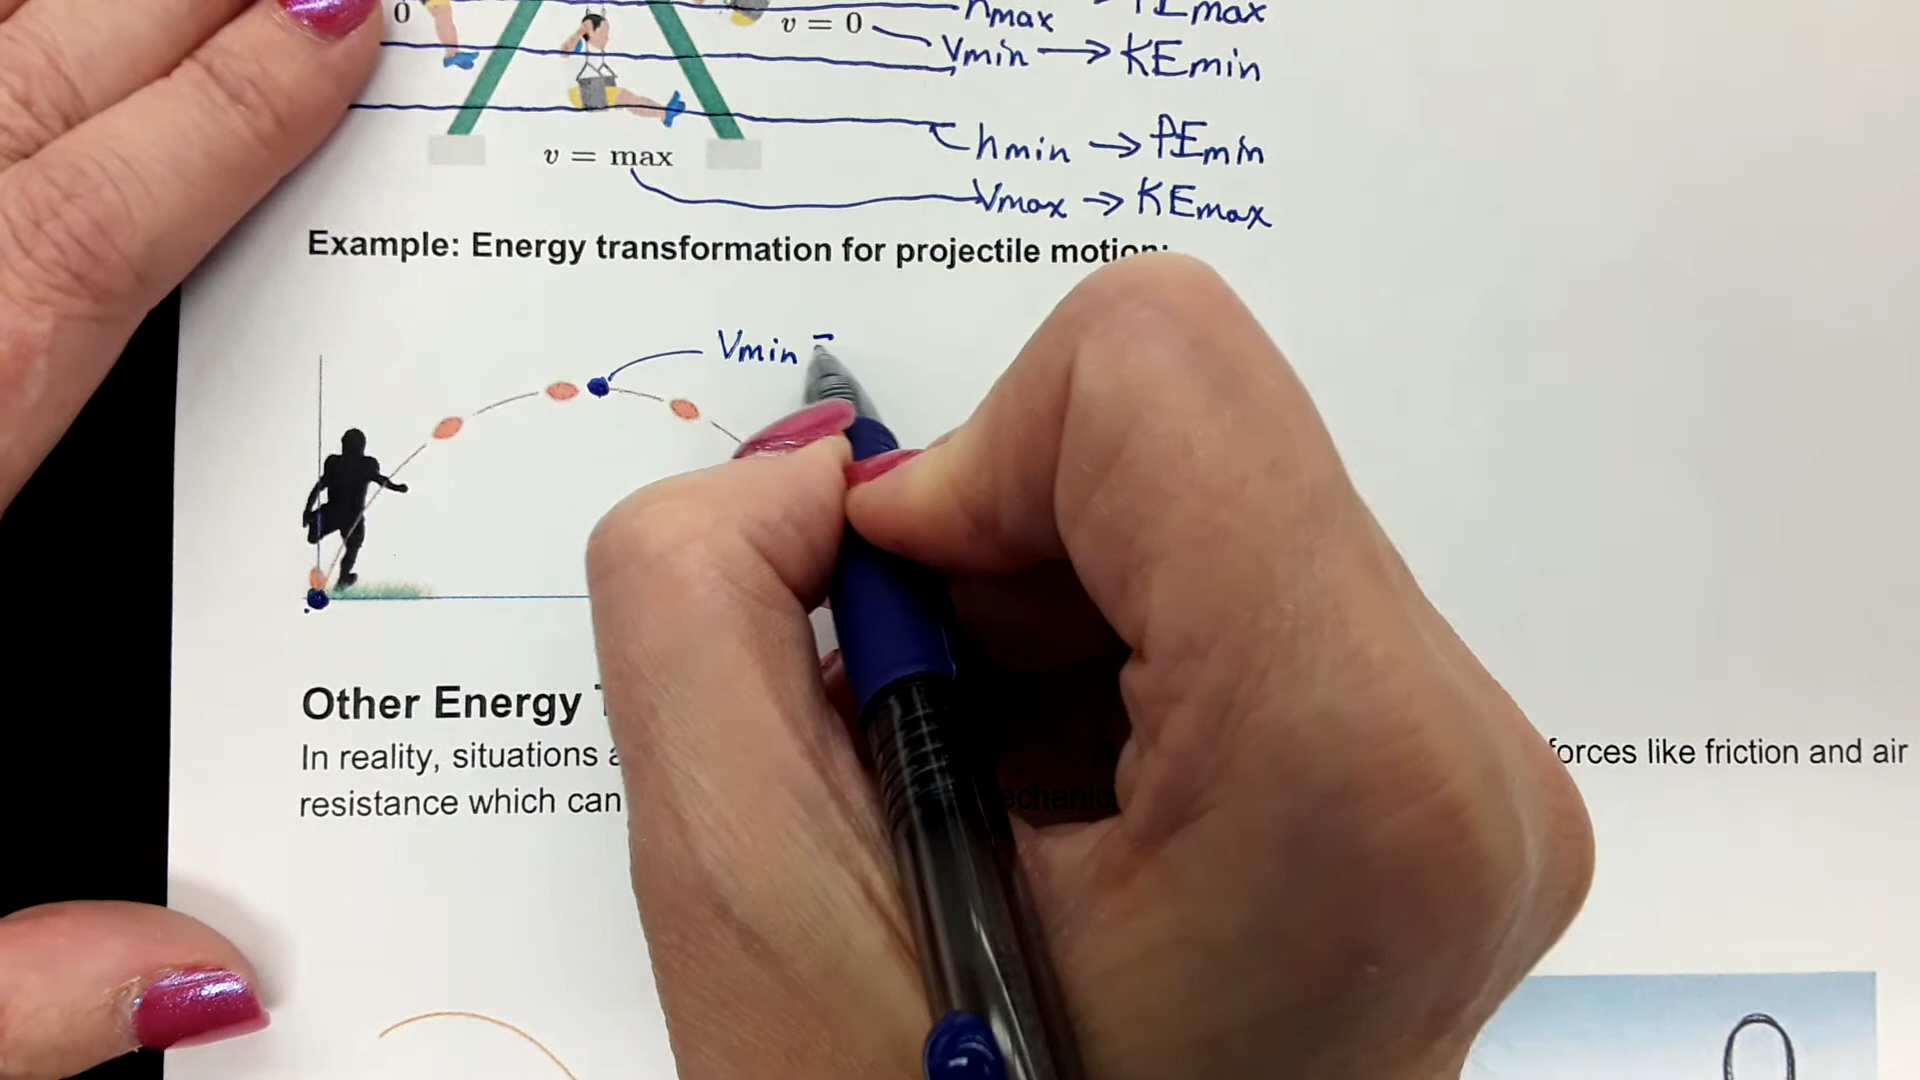 0
v = 0
hmax PEmax
Vmin → KEmin
hmin → PEmin
v = max
Vmax → KEmax
Example: Energy transformation for projectile motion:
Vmin =
Other Energy
In reality, situations forces like friction and air
resistance which can